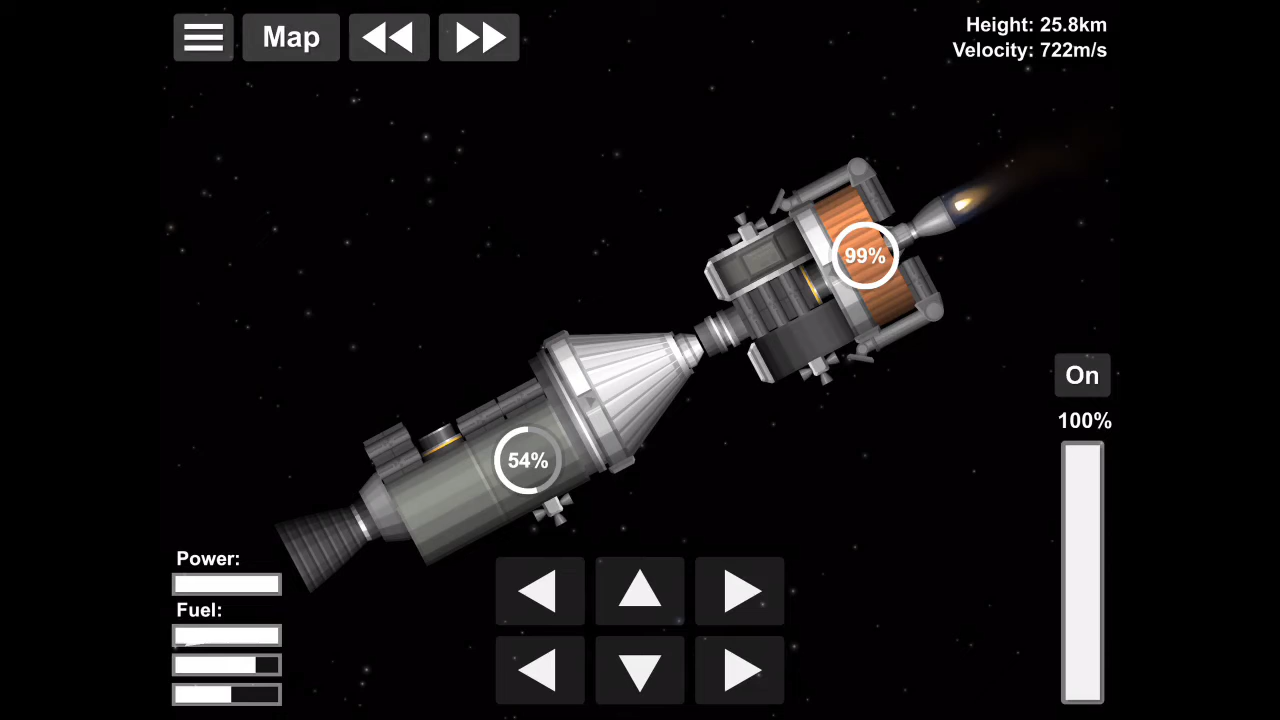 Map
Height: 25.8km
Velocity: 722m/s
99%
On
100%
54%
Power:
Fuel: